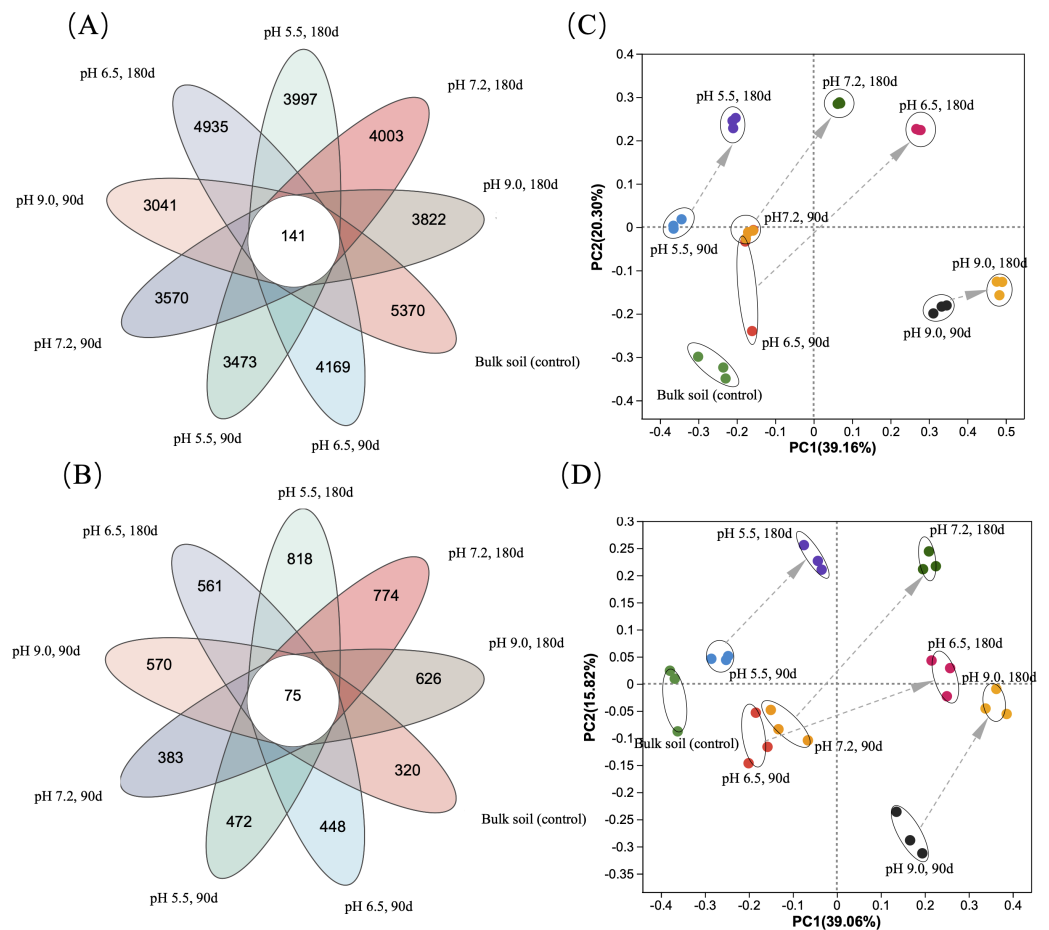 (A)
pH 5.5, 180d
pH 6.5, 180d
pH 7.2, 180d
3997
4935
4003
pH 9.0, 180d
pH 9.0, 90d
3041
3822
141
3570
5370
pH 7.2, 90d
3473
4169
Bulk soil (control)
pH 5.5, 90d
pH 6.5, 90d
(B)
pH 5.5, 180d
pH 6.5, 180d
pH 7.2, 180d
818
561
774
pH 9.0, 180d
pH 9.0, 90d
570
626
75
383
320
pH 7.2, 90d
472
448
Bulk soil (control)
pH 5.5, 90d
pH 6.5, 90d
(C)
0.4
0.3
0.2
0.1
0
-0.1
-0.2
-0.3
-0.4
PC2(20.30%)
pH 7.2, 180d
pH 5.5, 180d
pH 6.5, 180d
pH7.2, 90d
pH 5.5, 90d
pH 9.0, 180d
pH 9.0, 90d
pH 6.5, 90d
Bulk soil (control)
-0.4 -0.3 -0.2 -0.1 0 0.1 0.2 0.3 0.4 0.5
PC1(39.16%)
(D)
0.3
0.25
0.2
0.15
0.1
0.05
0
-0.05
-0.1
-0.15
-0.2
-0.25
-0.3
-0.35
PC2(15.82%)
pH 5.5, 180d
pH 7.2, 180d
pH 6.5, 180d
pH 5.5, 90d
pH 9.0, 180d
Bulk soil (control)
pH 7.2, 90d
pH 6.5, 90d
pH 9.0, 90d
-0.4 -0.3 -0.2 -0.1 0 0.1 0.2 0.3 0.4
PC1(39.06%)